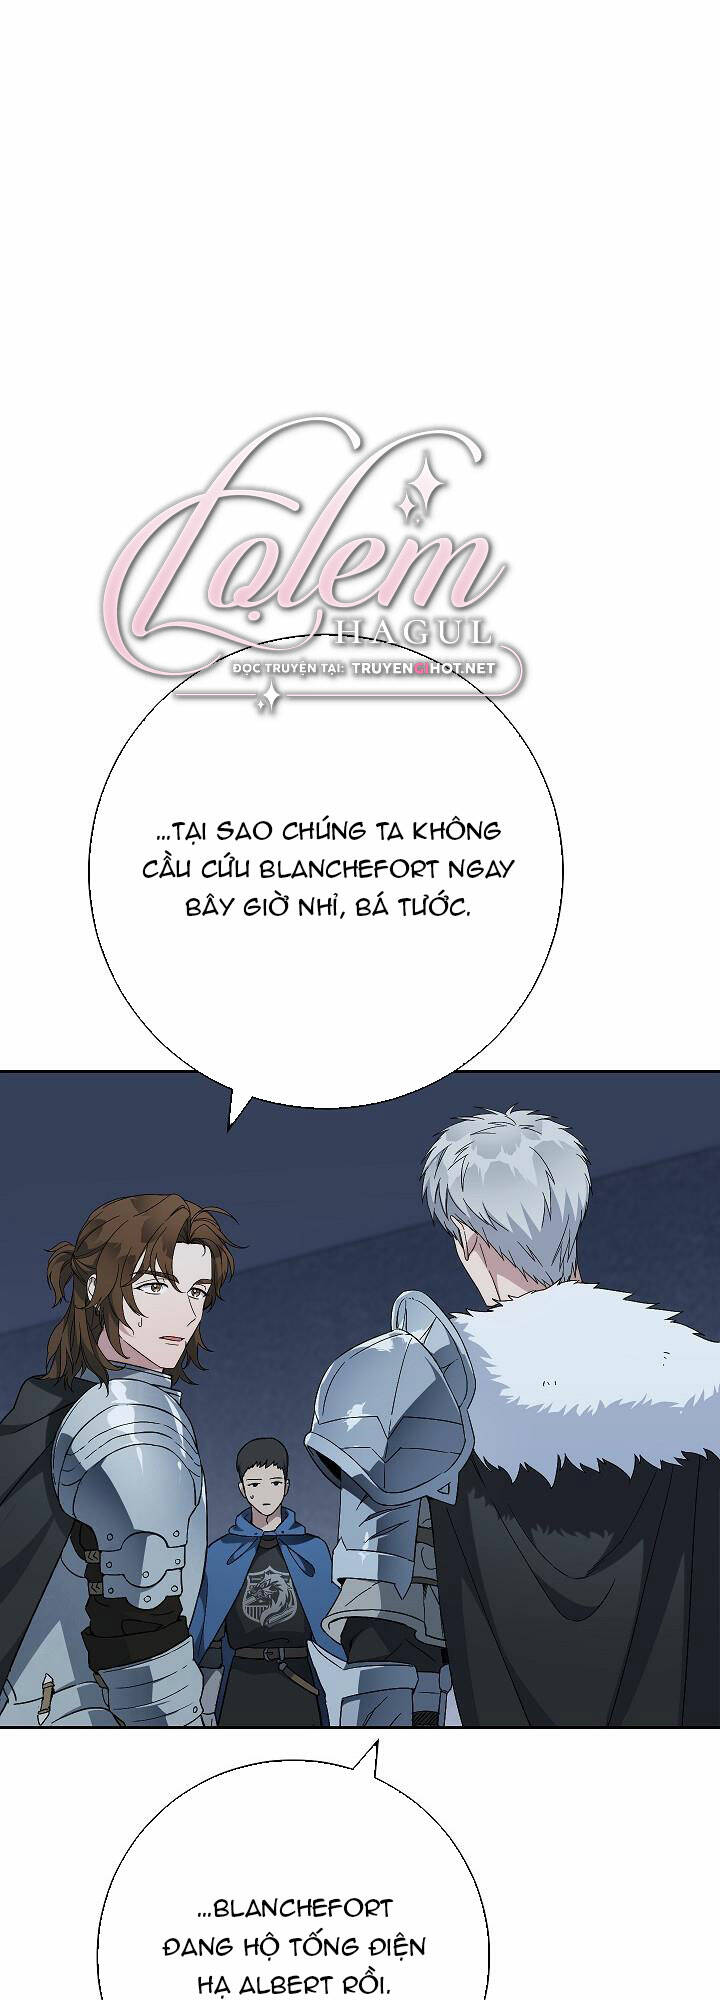 Lọlem
HAGUL
ĐỌC TRUYỆN TẠI: TRUYENGIHOT.NET
...TẠI SAO CHÚNG TA KHÔNG
CẦU CỨU BLANCHEFORT NGAY
BÂY GIỜ NHỈ, BÁ TƯỚC.
...BLANCHEFORT
ĐANG HỘ TỐNG ĐIỆN
HẠ ALBERT RỒI.